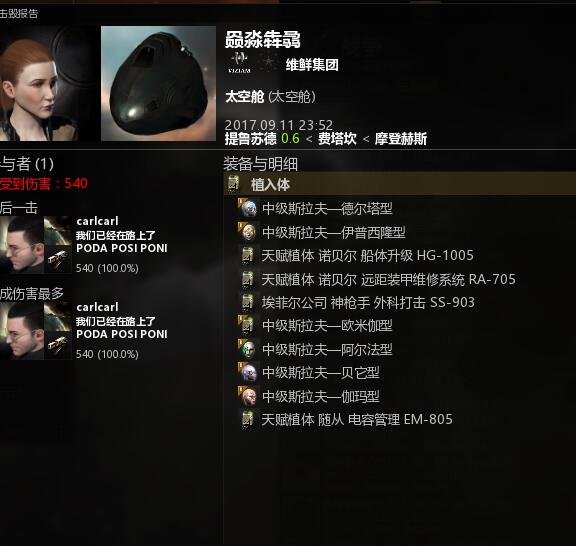 击毁报告
赑淼犇骉
VIZIAM
维鲜集团
太空舱 (太空舱)
2017.09.11 23:52
提鲁苏德 0.6 < 费塔坎 < 摩登赫斯
与者 (1)
受到伤害：540
后一击
carlcarl
我们已经在路上了
PODA POSI PONI
540 (100.0%)
成伤害最多
carlcarl
我们已经在路上了
PODA POSI PONI
540 (100.0%)
装备与明细
植入体
中级斯拉夫—德尔塔型
中级斯拉夫—伊普西隆型
天赋植体 诺贝尔 船体升级 HG-1005
天赋植体 诺贝尔 远距装甲维修系统 RA-705
埃菲尔公司 神枪手 外科打击 SS-903
中级斯拉夫—欧米伽型
中级斯拉夫—阿尔法型
中级斯拉夫—贝它型
中级斯拉夫—伽玛型
天赋植体 随从 电容管理 EM-805